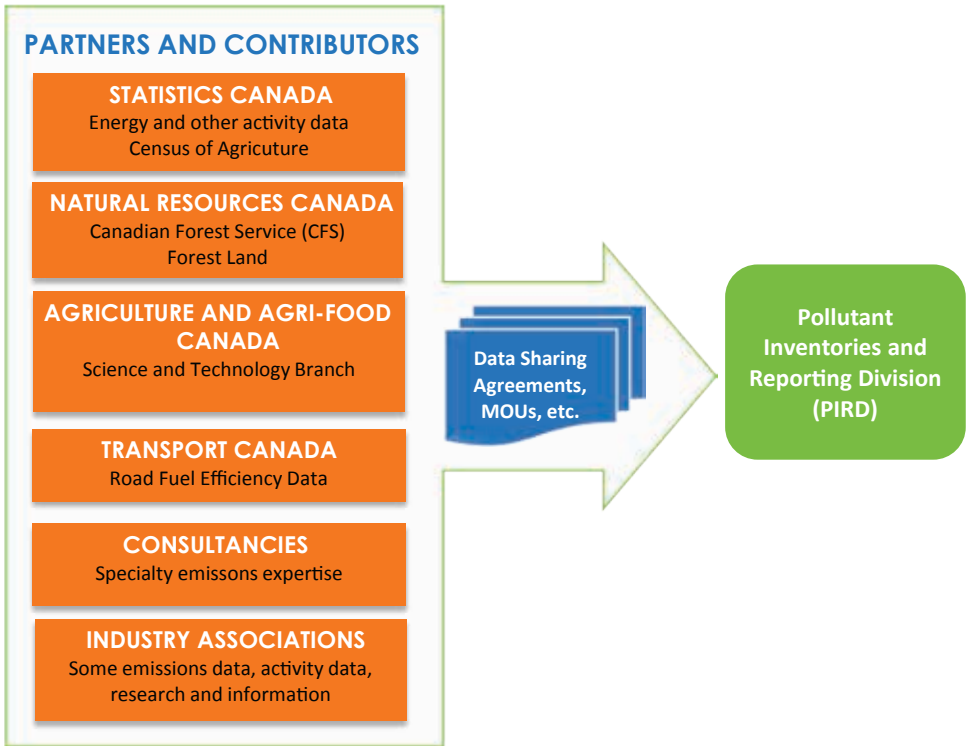 PARTNERS AND CONTRIBUTORS
STATISTICS CANADA
Energy and other activity data
Census of Agricuture
NATURAL RESOURCES CANADA
Canadian Forest Service (CFS)
Forest Land
AGRICULTURE AND AGRI-FOOD
CANADA
Science and Technology Branch
TRANSPORT CANADA
Road Fuel Efficiency Data
CONSULTANCIES
Specialty emissons expertise
INDUSTRY ASSOCIATIONS
Some emissions data, activity data,
research and information
Data Sharing
Agreements,
MOUs, etc.
Pollutant
Inventories and
Reporting Division
(PIRD)